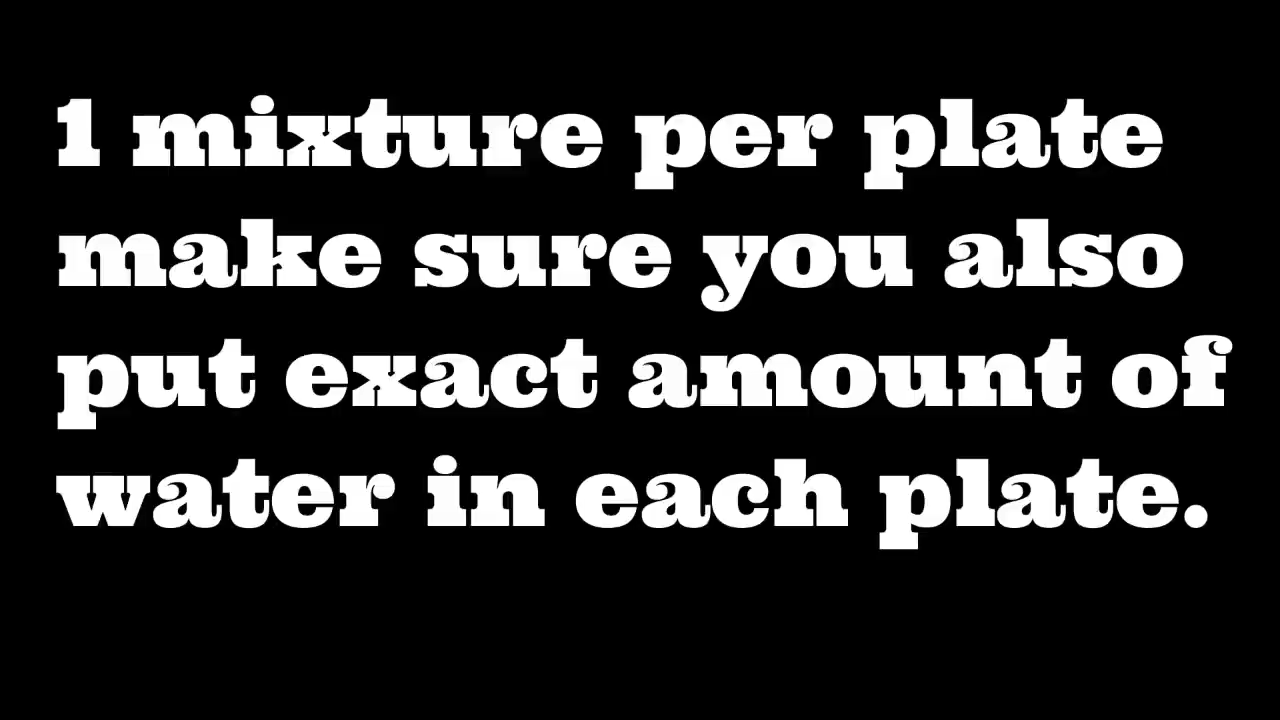 1 mixture per plate
make sure you also
put exact amount of
water in each plate.